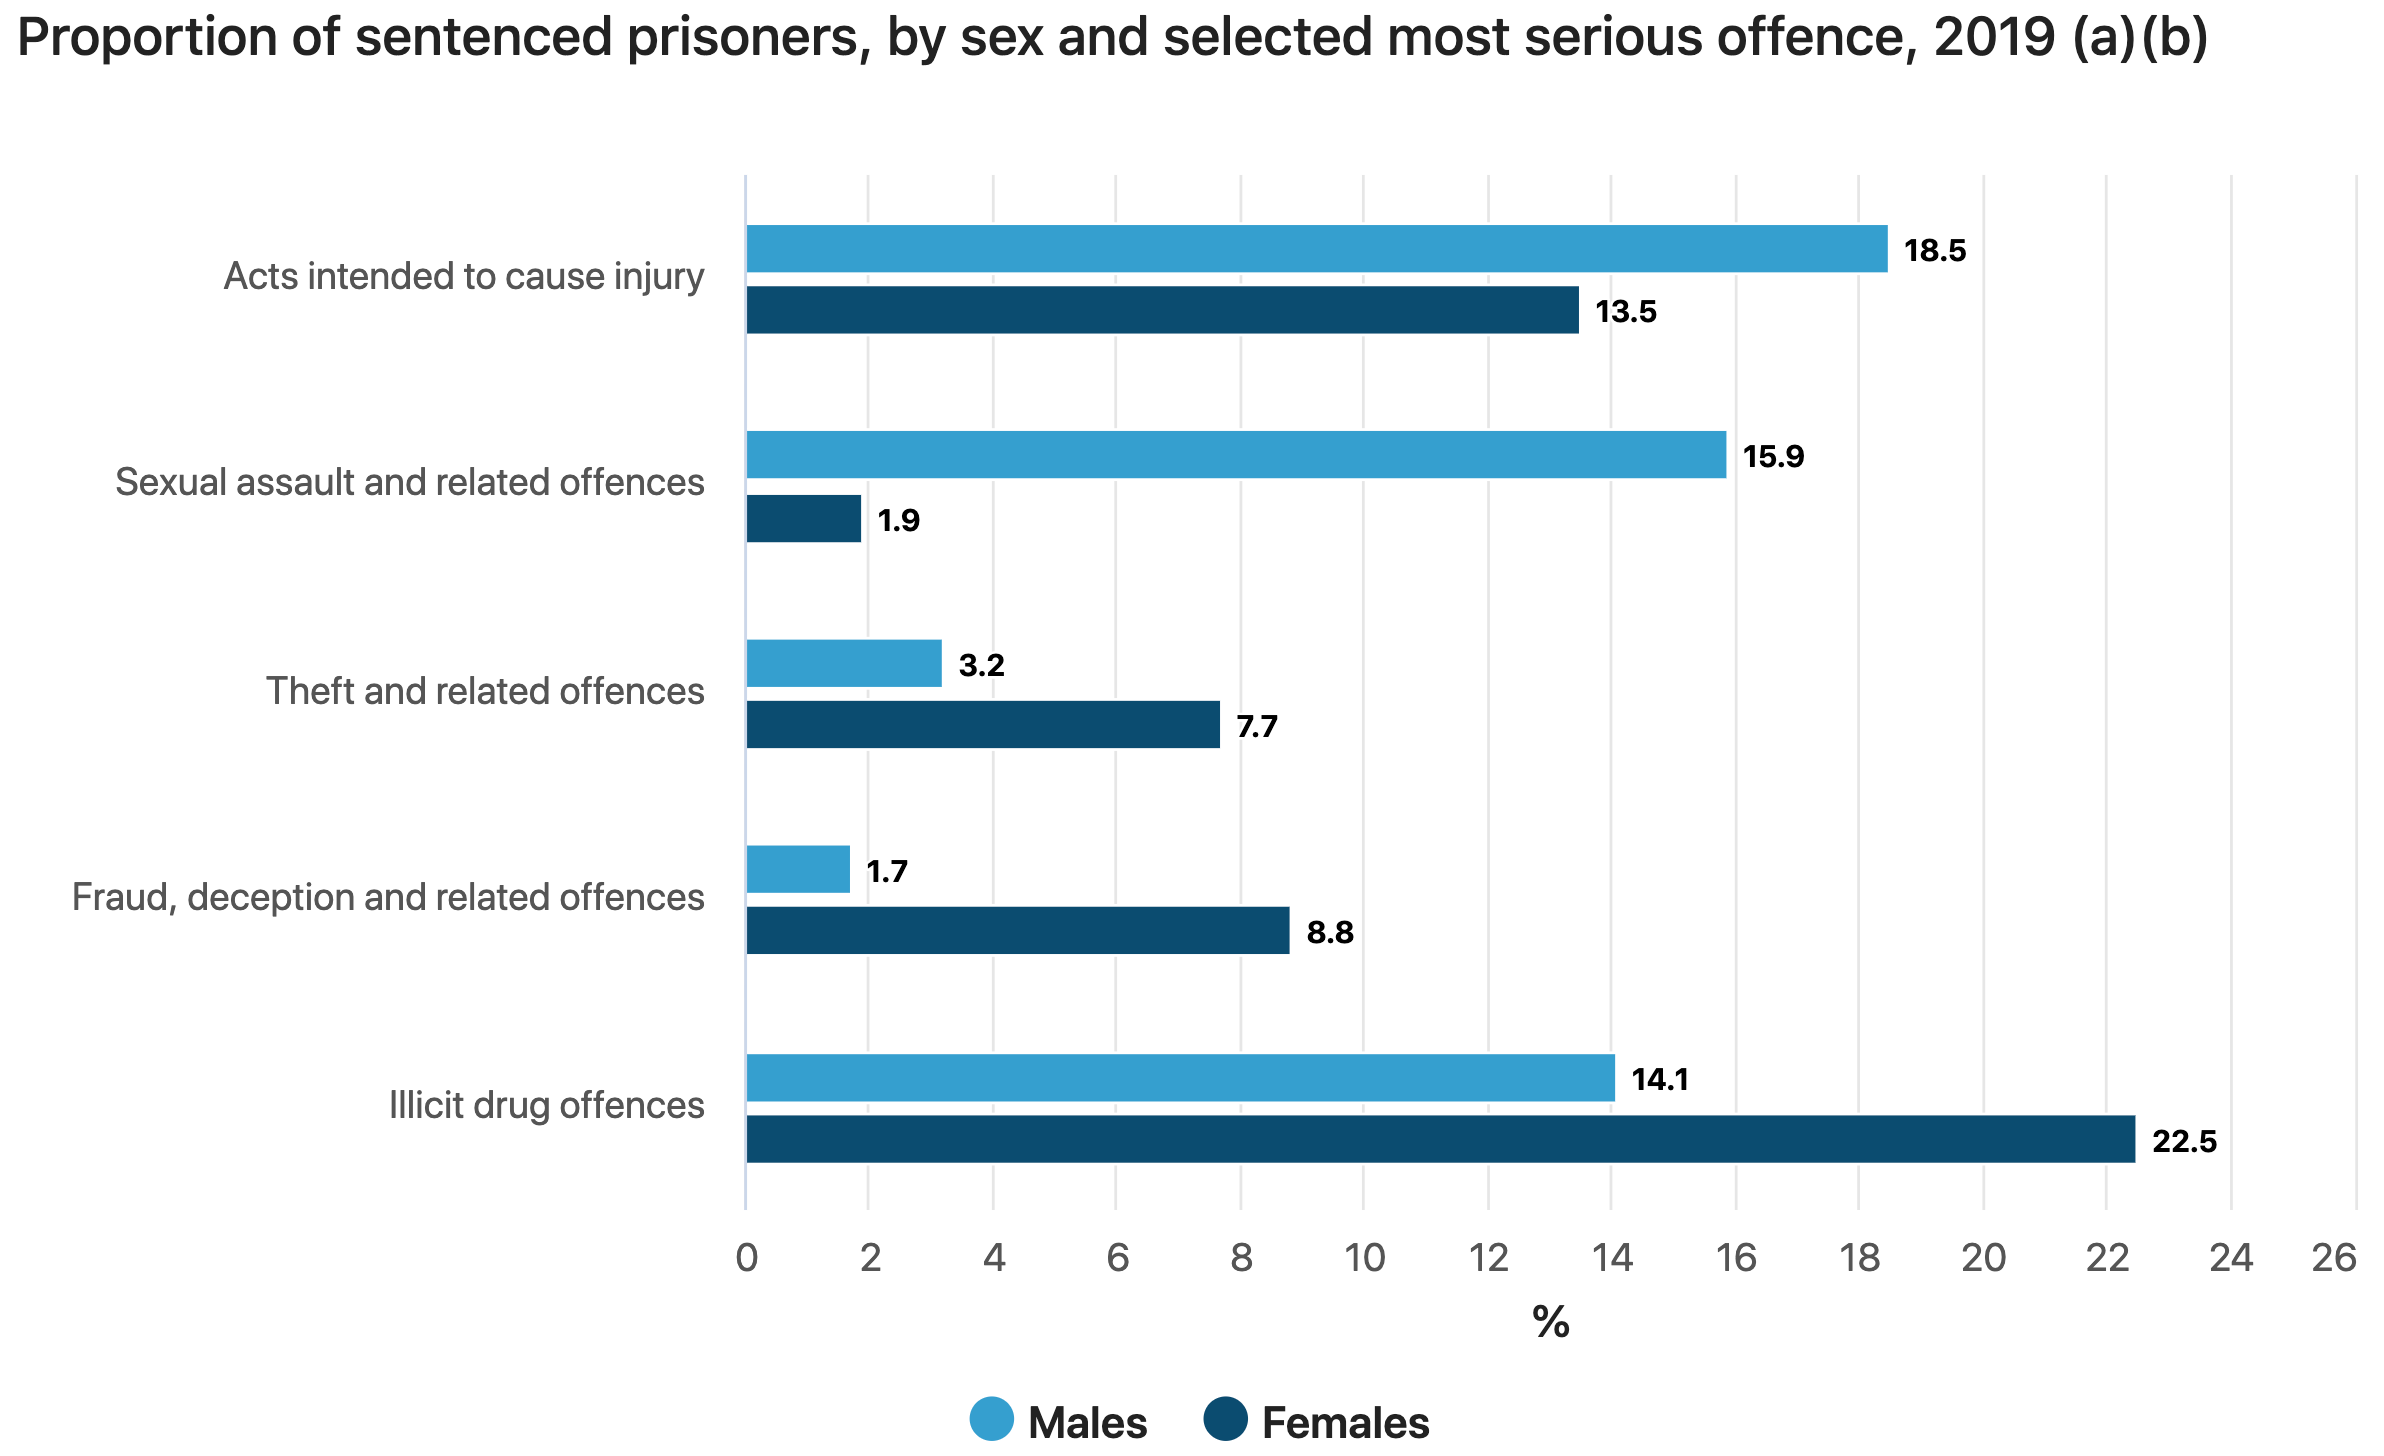 Proportion of sentenced prisoners, by sex and selected most serious offence, 2019 (a)(b)
Acts intended to cause injury
18.5
13.5
Sexual assault and related offences
15.9
1.9
Theft and related offences
3.2
7.7
Fraud, deception and related offences
1.7
8.8
Illicit drug offences
14.1
22.5
0 2 4 6 8 10 12 14 16 18 20 22 24 26
%
Males Females